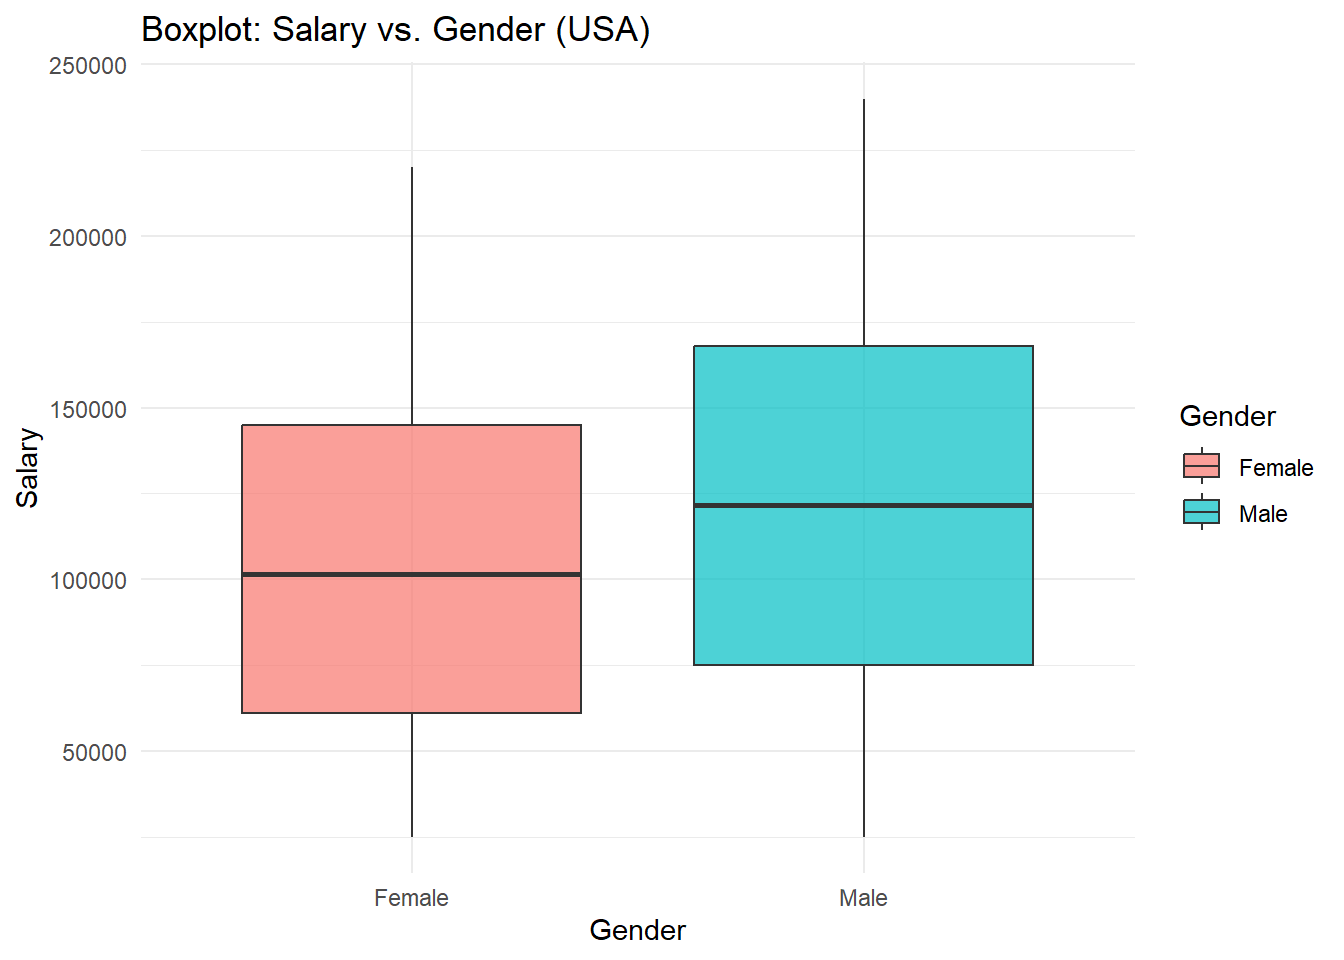 Boxplot: Salary vs. Gender (USA)
250000
200000
150000
100000
50000
Salary
Female
Male
Gender
Gender
Female
Male